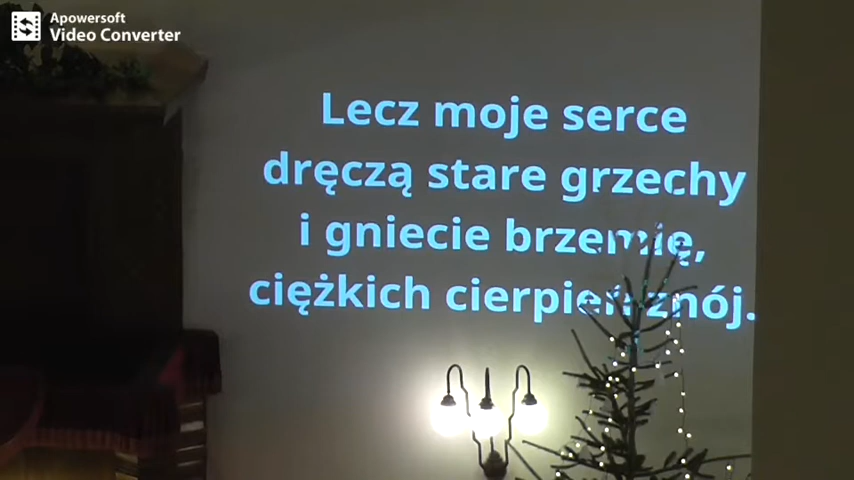 Apowersoft
Video Converter
Lecz moje serce
dręczą stare grzechy
i gniecie brzemię,
ciężkich cierpień znój.